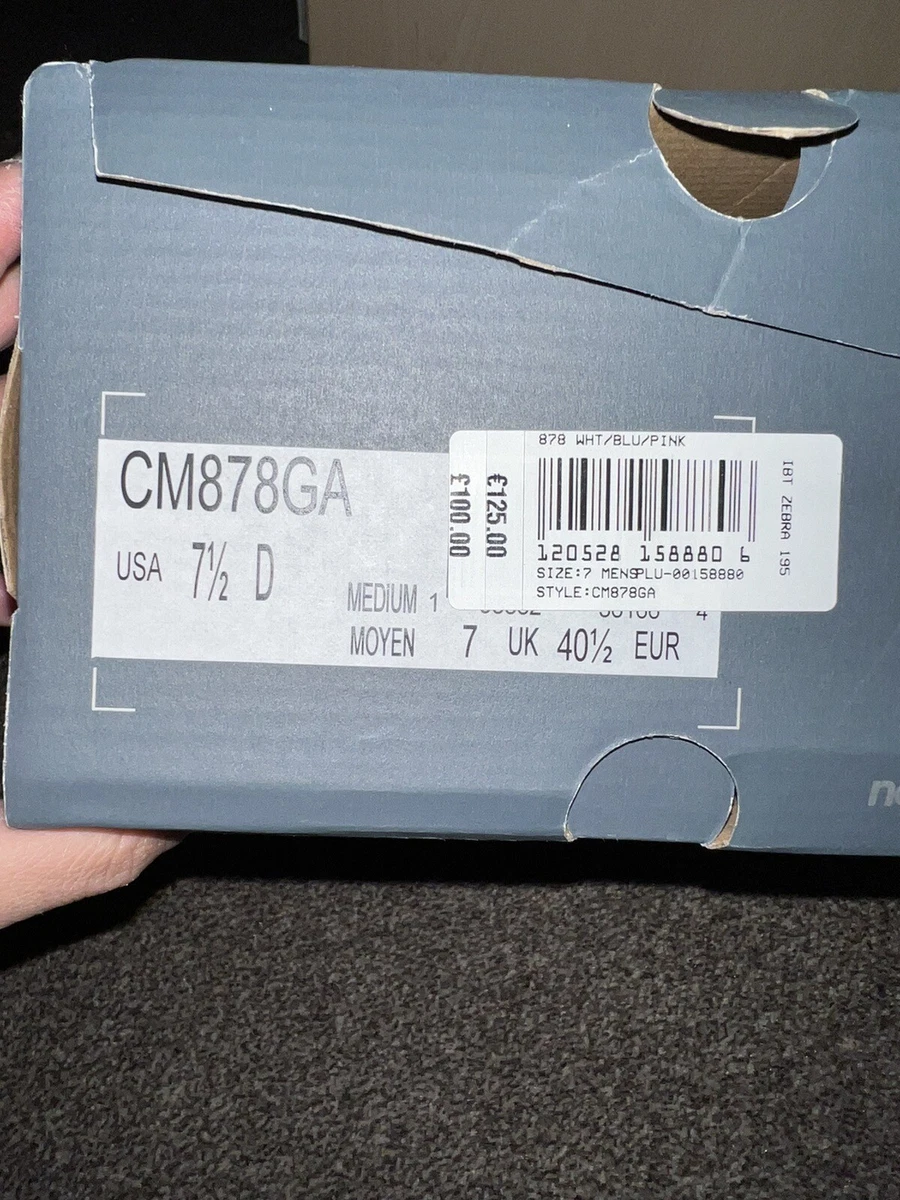 CM878GA
USA 7½ D
MEDIUM 1
4
MOYEN 7 UK 40½ EUR
878 WHT/BLU/PINK
£100.00
€125.00
120528 158880 6
SIZE:7 MENS PLU-00158880
STYLE:CM878GA
IBT ZEBRA 195